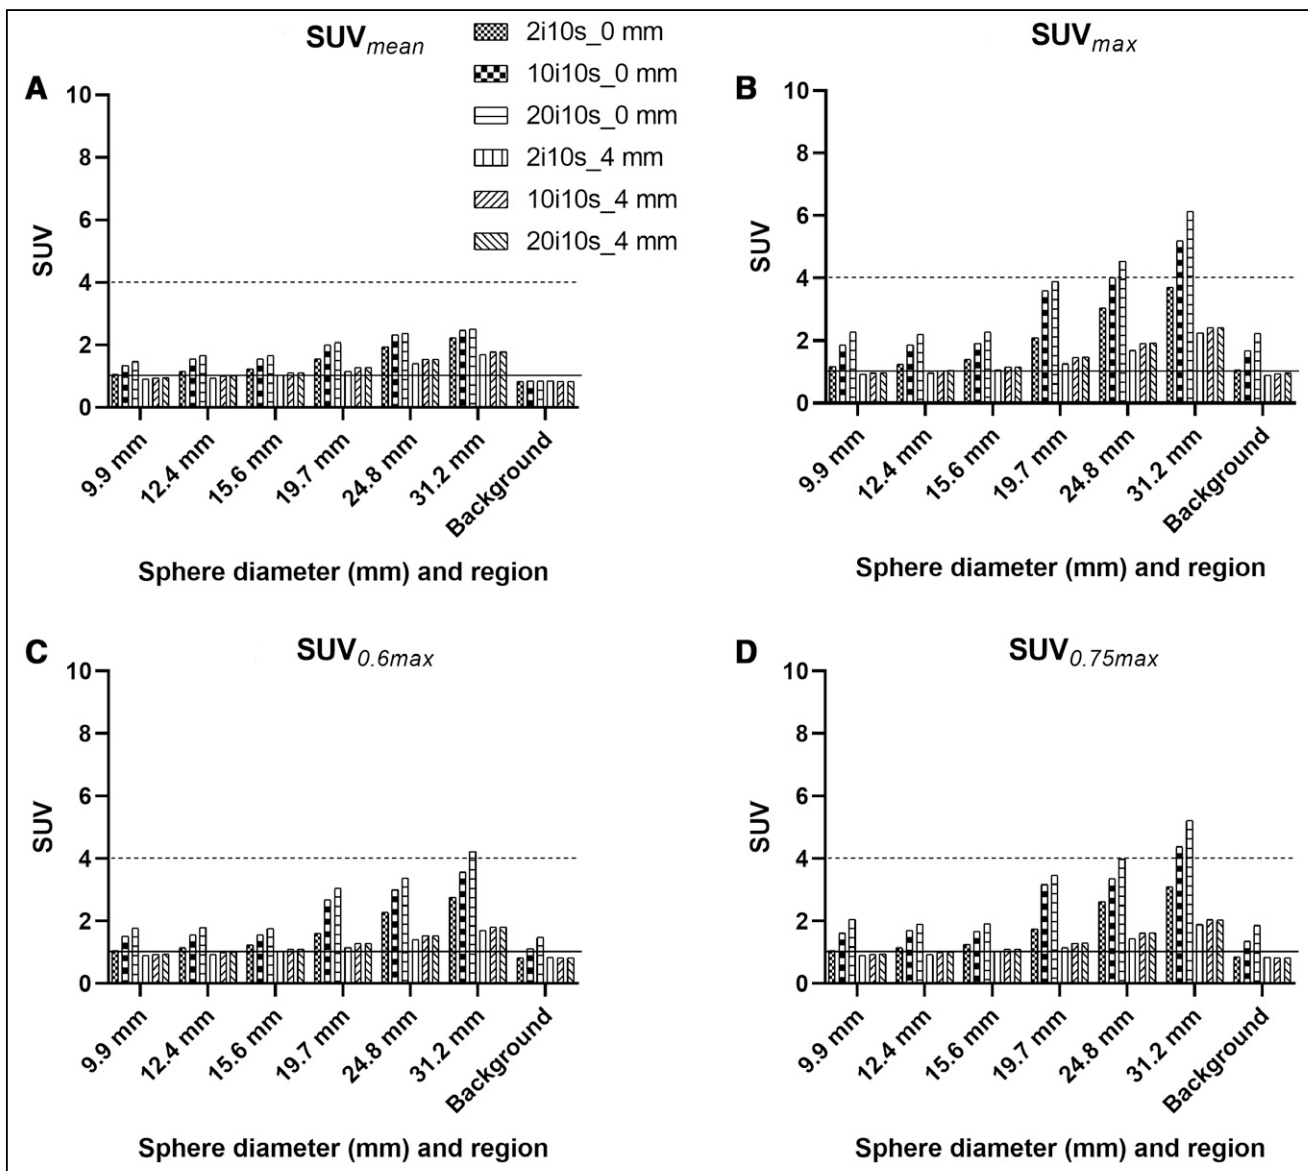 SUVmean
2i10s_0 mm
10i10s_0 mm
20i10s_0 mm
2i10s_4 mm
10i10s_4 mm
20i10s_4 mm
SUVmax
A
10
8
6
4
2
0
SUV
9.9 mm
12.4 mm
15.6 mm
19.7 mm
24.8 mm
31.2 mm
Background
Sphere diameter (mm) and region
B
10
8
6
4
2
0
SUV
9.9 mm
12.4 mm
15.6 mm
19.7 mm
24.8 mm
31.2 mm
Background
Sphere diameter (mm) and region
C
SUV0.6max
10
8
6
4
2
0
SUV
9.9 mm
12.4 mm
15.6 mm
19.7 mm
24.8 mm
31.2 mm
Background
Sphere diameter (mm) and region
D
SUV0.75max
10
8
6
4
2
0
SUV
9.9 mm
12.4 mm
15.6 mm
19.7 mm
24.8 mm
31.2 mm
Background
Sphere diameter (mm) and region